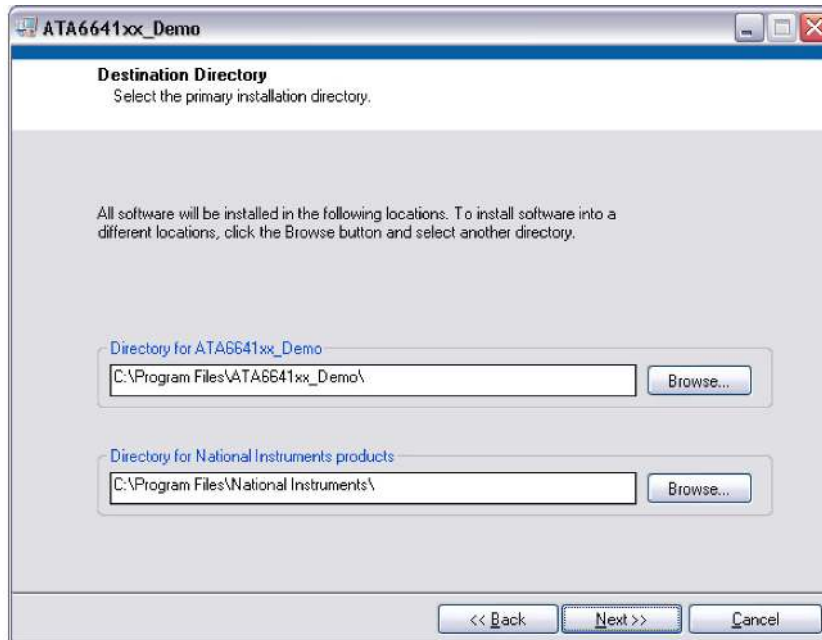 ATA6641xx_Demo
Destination Directory
Select the primary installation directory.
All software will be installed in the following locations. To install software into a
different locations, click the Browse button and select another directory.
Directory for ATA6641xx_Demo
C:\Program Files\ATA6641xx_Demo\
Browse...
Directory for National Instruments products
C:\Program Files\National Instruments\
Browse...
<< Back
Next >>
Cancel